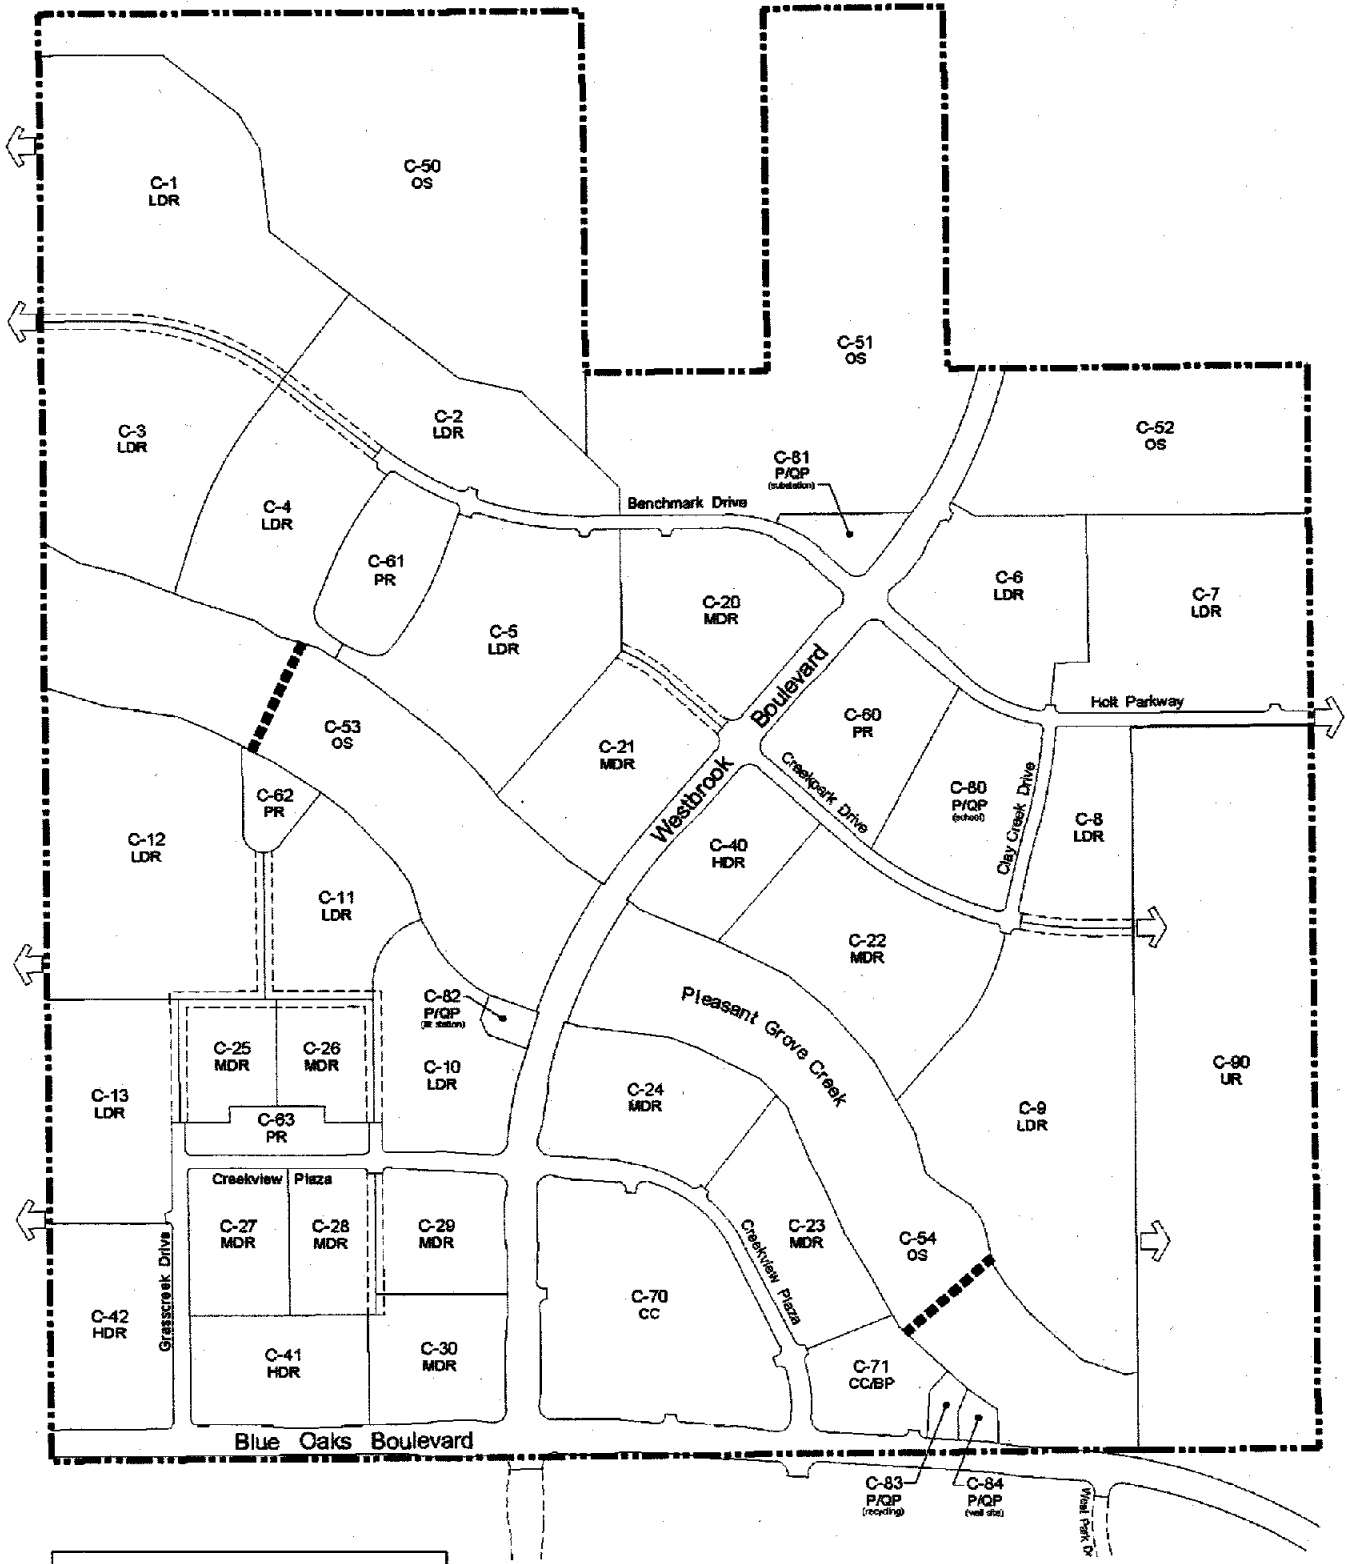 C-50
OS
C-1
LDR
C-51
OS
C-2
LDR
C-3
LDR
C-52
OS
C-81
P/QP
(substation)
Benchmark Drive
C-4
LDR
C-61
PR
C-6
LDR
C-7
LDR
C-20
MDR
C-5
LDR
Westbrook Boulevard
Holt Parkway
C-60
PR
C-53
OS
C-21
MDR
Creekpark Drive
C-80
P/QP
(school)
Clay Creek Drive
C-62
PR
C-8
LDR
C-12
LDR
C-40
HDR
C-11
LDR
C-22
MDR
C-82
P/QP
(lift station)
Pleasant Grove Creek
C-25
MDR
C-26
MDR
C-10
LDR
C-90
UR
C-13
LDR
C-24
MDR
C-9
LDR
C-63
PR
Creekview Plaza
C-27
MDR
C-28
MDR
C-29
MDR
Creekview Plaza
C-23
MDR
C-54
OS
Grasscreek Drive
C-42
HDR
C-70
CC
C-41
HDR
C-30
MDR
C-71
CC/BP
Blue Oaks Boulevard
C-83
P/QP
(recycling)
C-84
P/QP
(well site)
West Park Dr